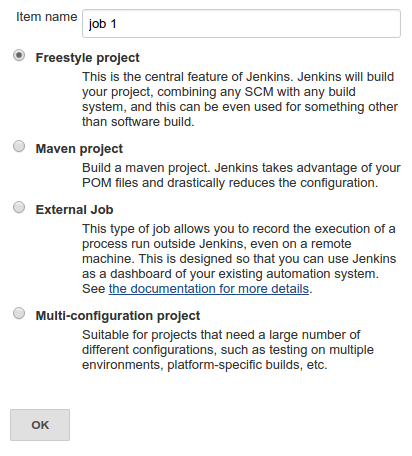 Item name job 1
Freestyle project
This is the central feature of Jenkins. Jenkins will build
your project, combining any SCM with any build
system, and this can be even used for something other
than software build.
Maven project
Build a maven project. Jenkins takes advantage of your
POM files and drastically reduces the configuration.
External Job
This type of job allows you to record the execution of a
process run outside Jenkins, even on a remote
machine. This is designed so that you can use Jenkins
as a dashboard of your existing automation system.
See the documentation for more details.
Multi-configuration project
Suitable for projects that need a large number of
different configurations, such as testing on multiple
environments, platform-specific builds, etc.
OK